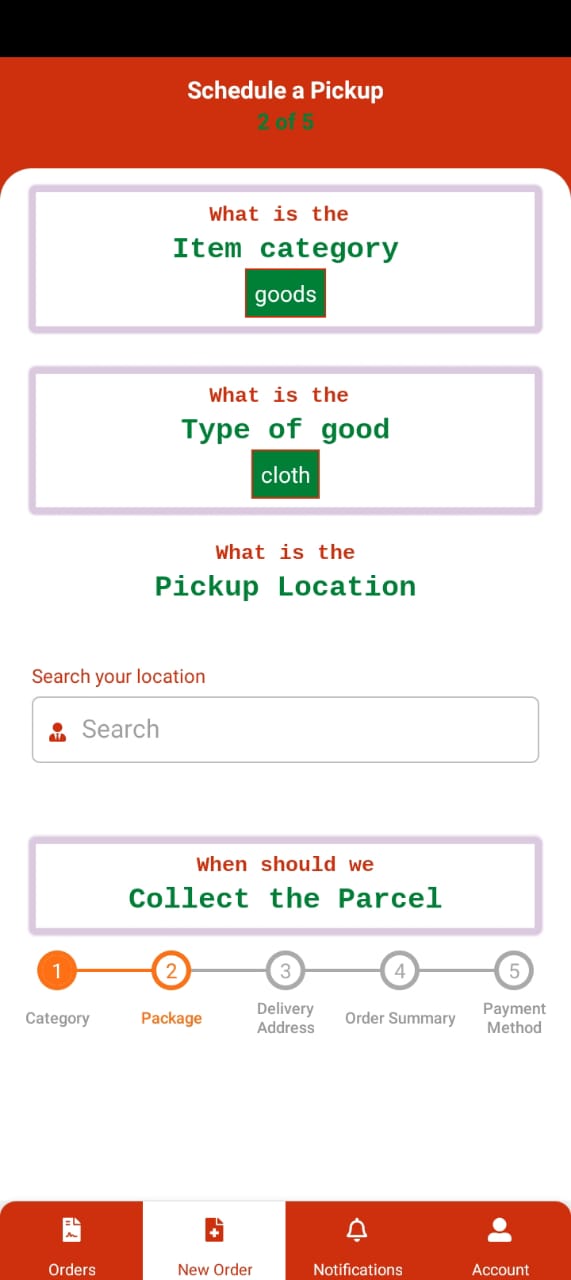 Schedule a Pickup
2 of 5
What is the
Item category
goods
What is the
Type of good
cloth
What is the
Pickup Location
Search your location
Search
When should we
Collect the Parcel
1 2 3 4 5
Category Package Delivery Address Order Summary Payment Method
Orders New Order Notifications Account